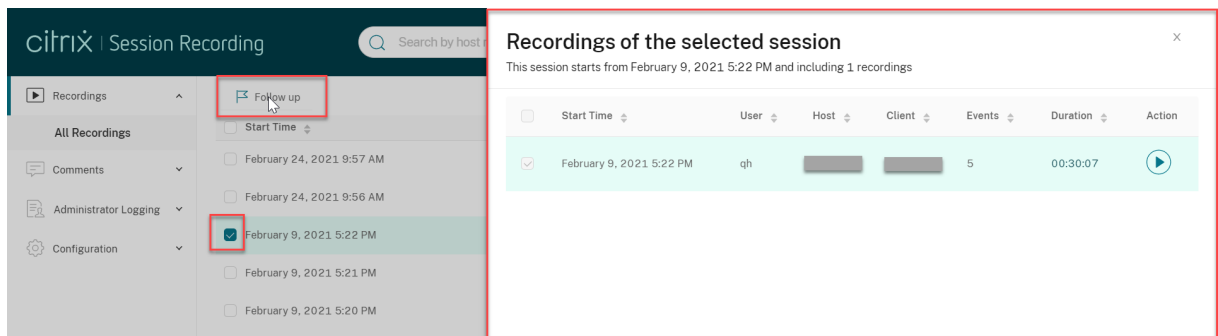 citrix | Session Recording
Search by host
Recordings
All Recordings
Comments
Administrator Logging
Configuration
Follow up
Start Time
February 24, 2021 9:57 AM
February 24, 2021 9:56 AM
February 9, 2021 5:22 PM
February 9, 2021 5:21 PM
February 9, 2021 5:20 PM
Recordings of the selected session
This session starts from February 9, 2021 5:22 PM and including 1 recordings
Start Time User Host Client Events Duration Action
February 9, 2021 5:22 PM qh 5 00:30:07